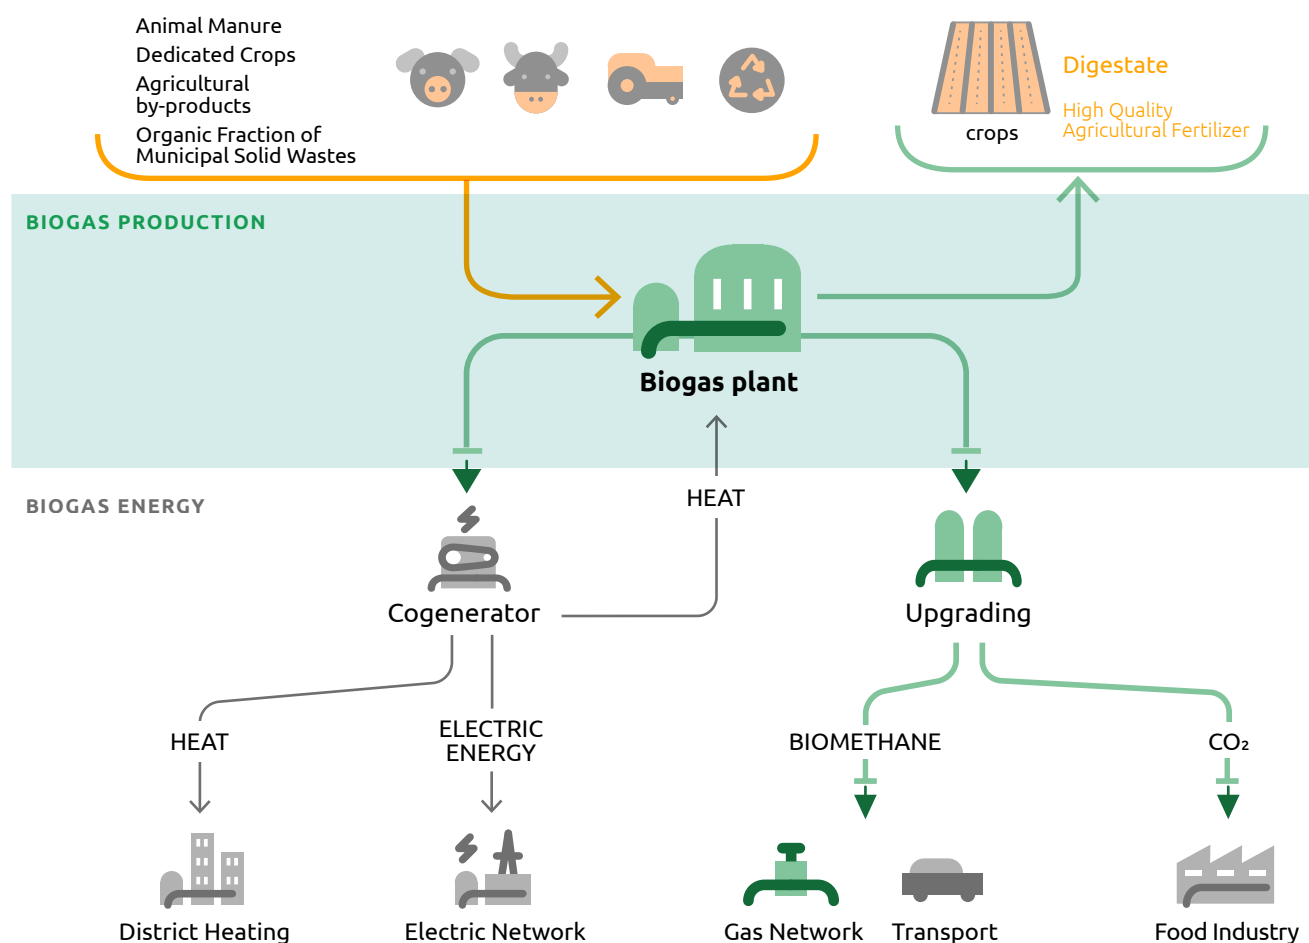 Animal Manure
Dedicated Crops
Agricultural
by-products
Organic Fraction of
Municipal Solid Wastes
crops
Digestate
High Quality
Agricultural Fertilizer
BIOGAS PRODUCTION
Biogas plant
BIOGAS ENERGY
HEAT
Cogenerator
Upgrading
HEAT
ELECTRIC
ENERGY
BIOMETHANE
CO₂
District Heating
Electric Network
Gas Network
Transport
Food Industry